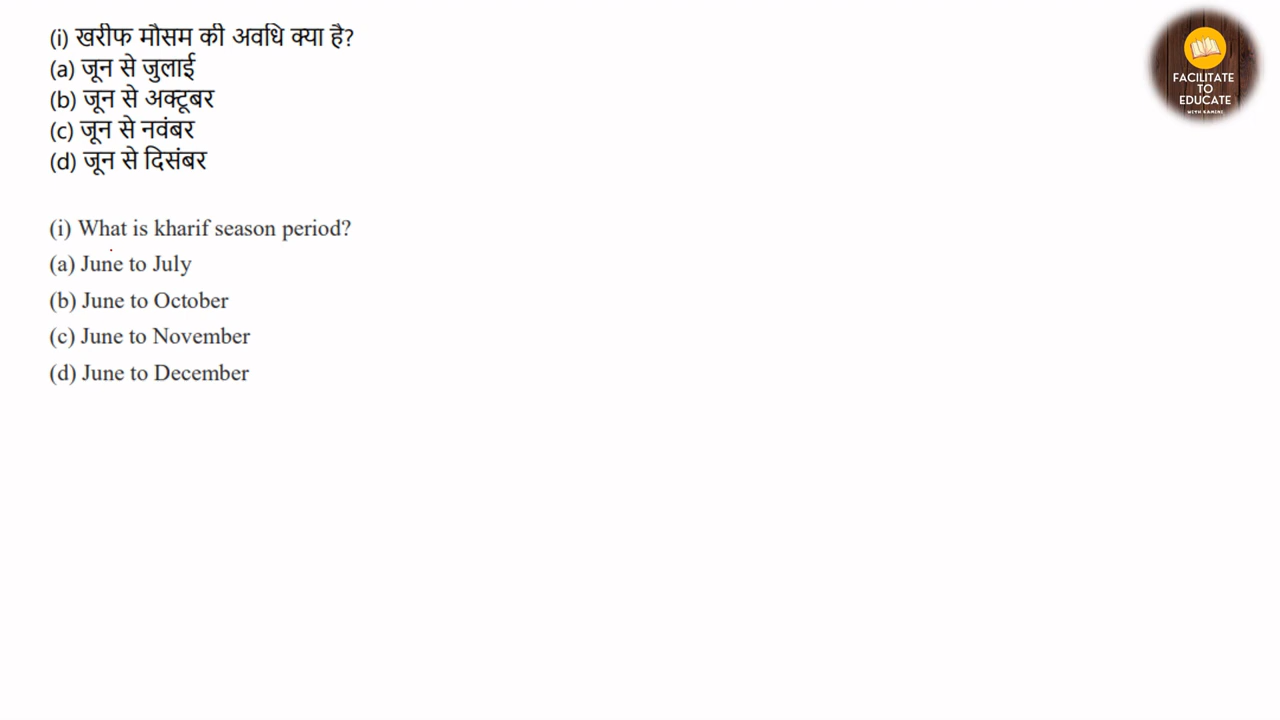 (i) खरीफ मौसम की अवधि क्या है?
(a) जून से जुलाई
(b) जून से अक्टूबर
(c) जून से नवंबर
(d) जून से दिसंबर
(i) What is kharif season period?
(a) June to July
(b) June to October
(c) June to November
(d) June to December
FACILITATE
TO
EDUCATE